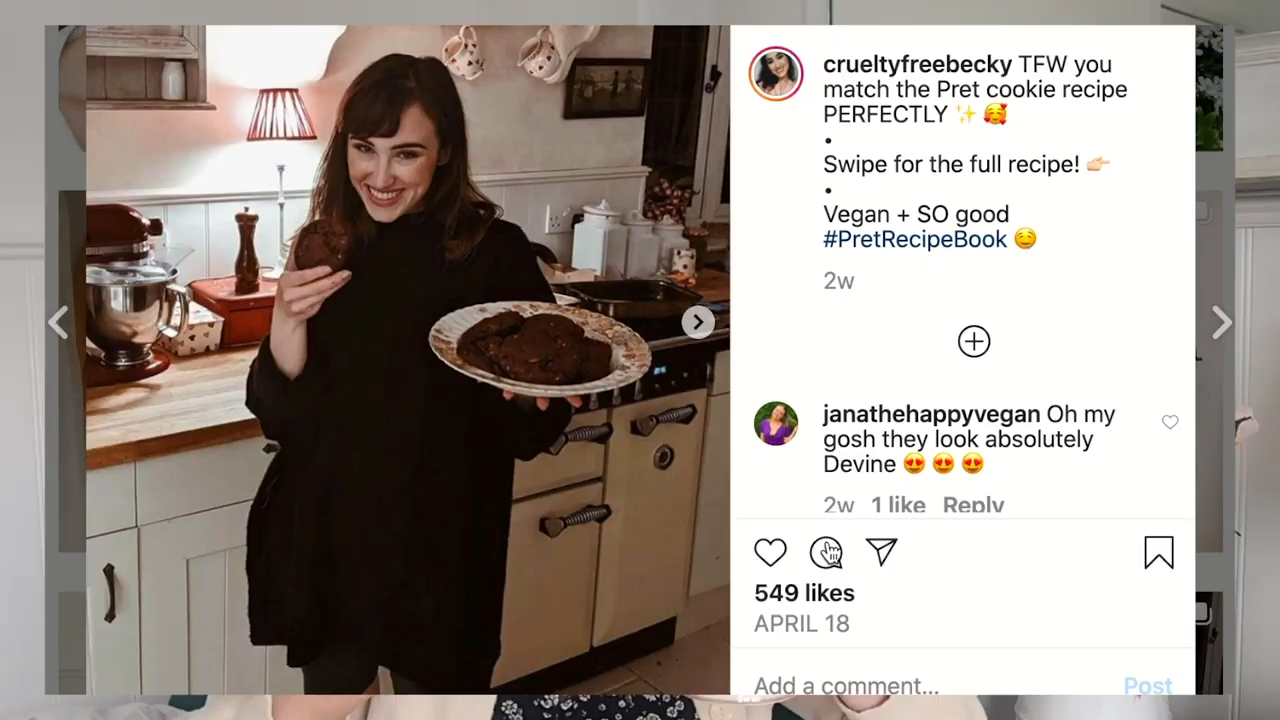 crueltyfreebecky TFW you
match the Pret cookie recipe
PERFECTLY ✨ 🥰
•
Swipe for the full recipe! 👉🏻
•
Vegan + SO good
#PretRecipeBook 🤤
2w
janathehappyvegan Oh my
gosh they look absolutely
Devine 😍 😍 😍
2w 1 like Reply
549 likes
APRIL 18
Add a comment... Post